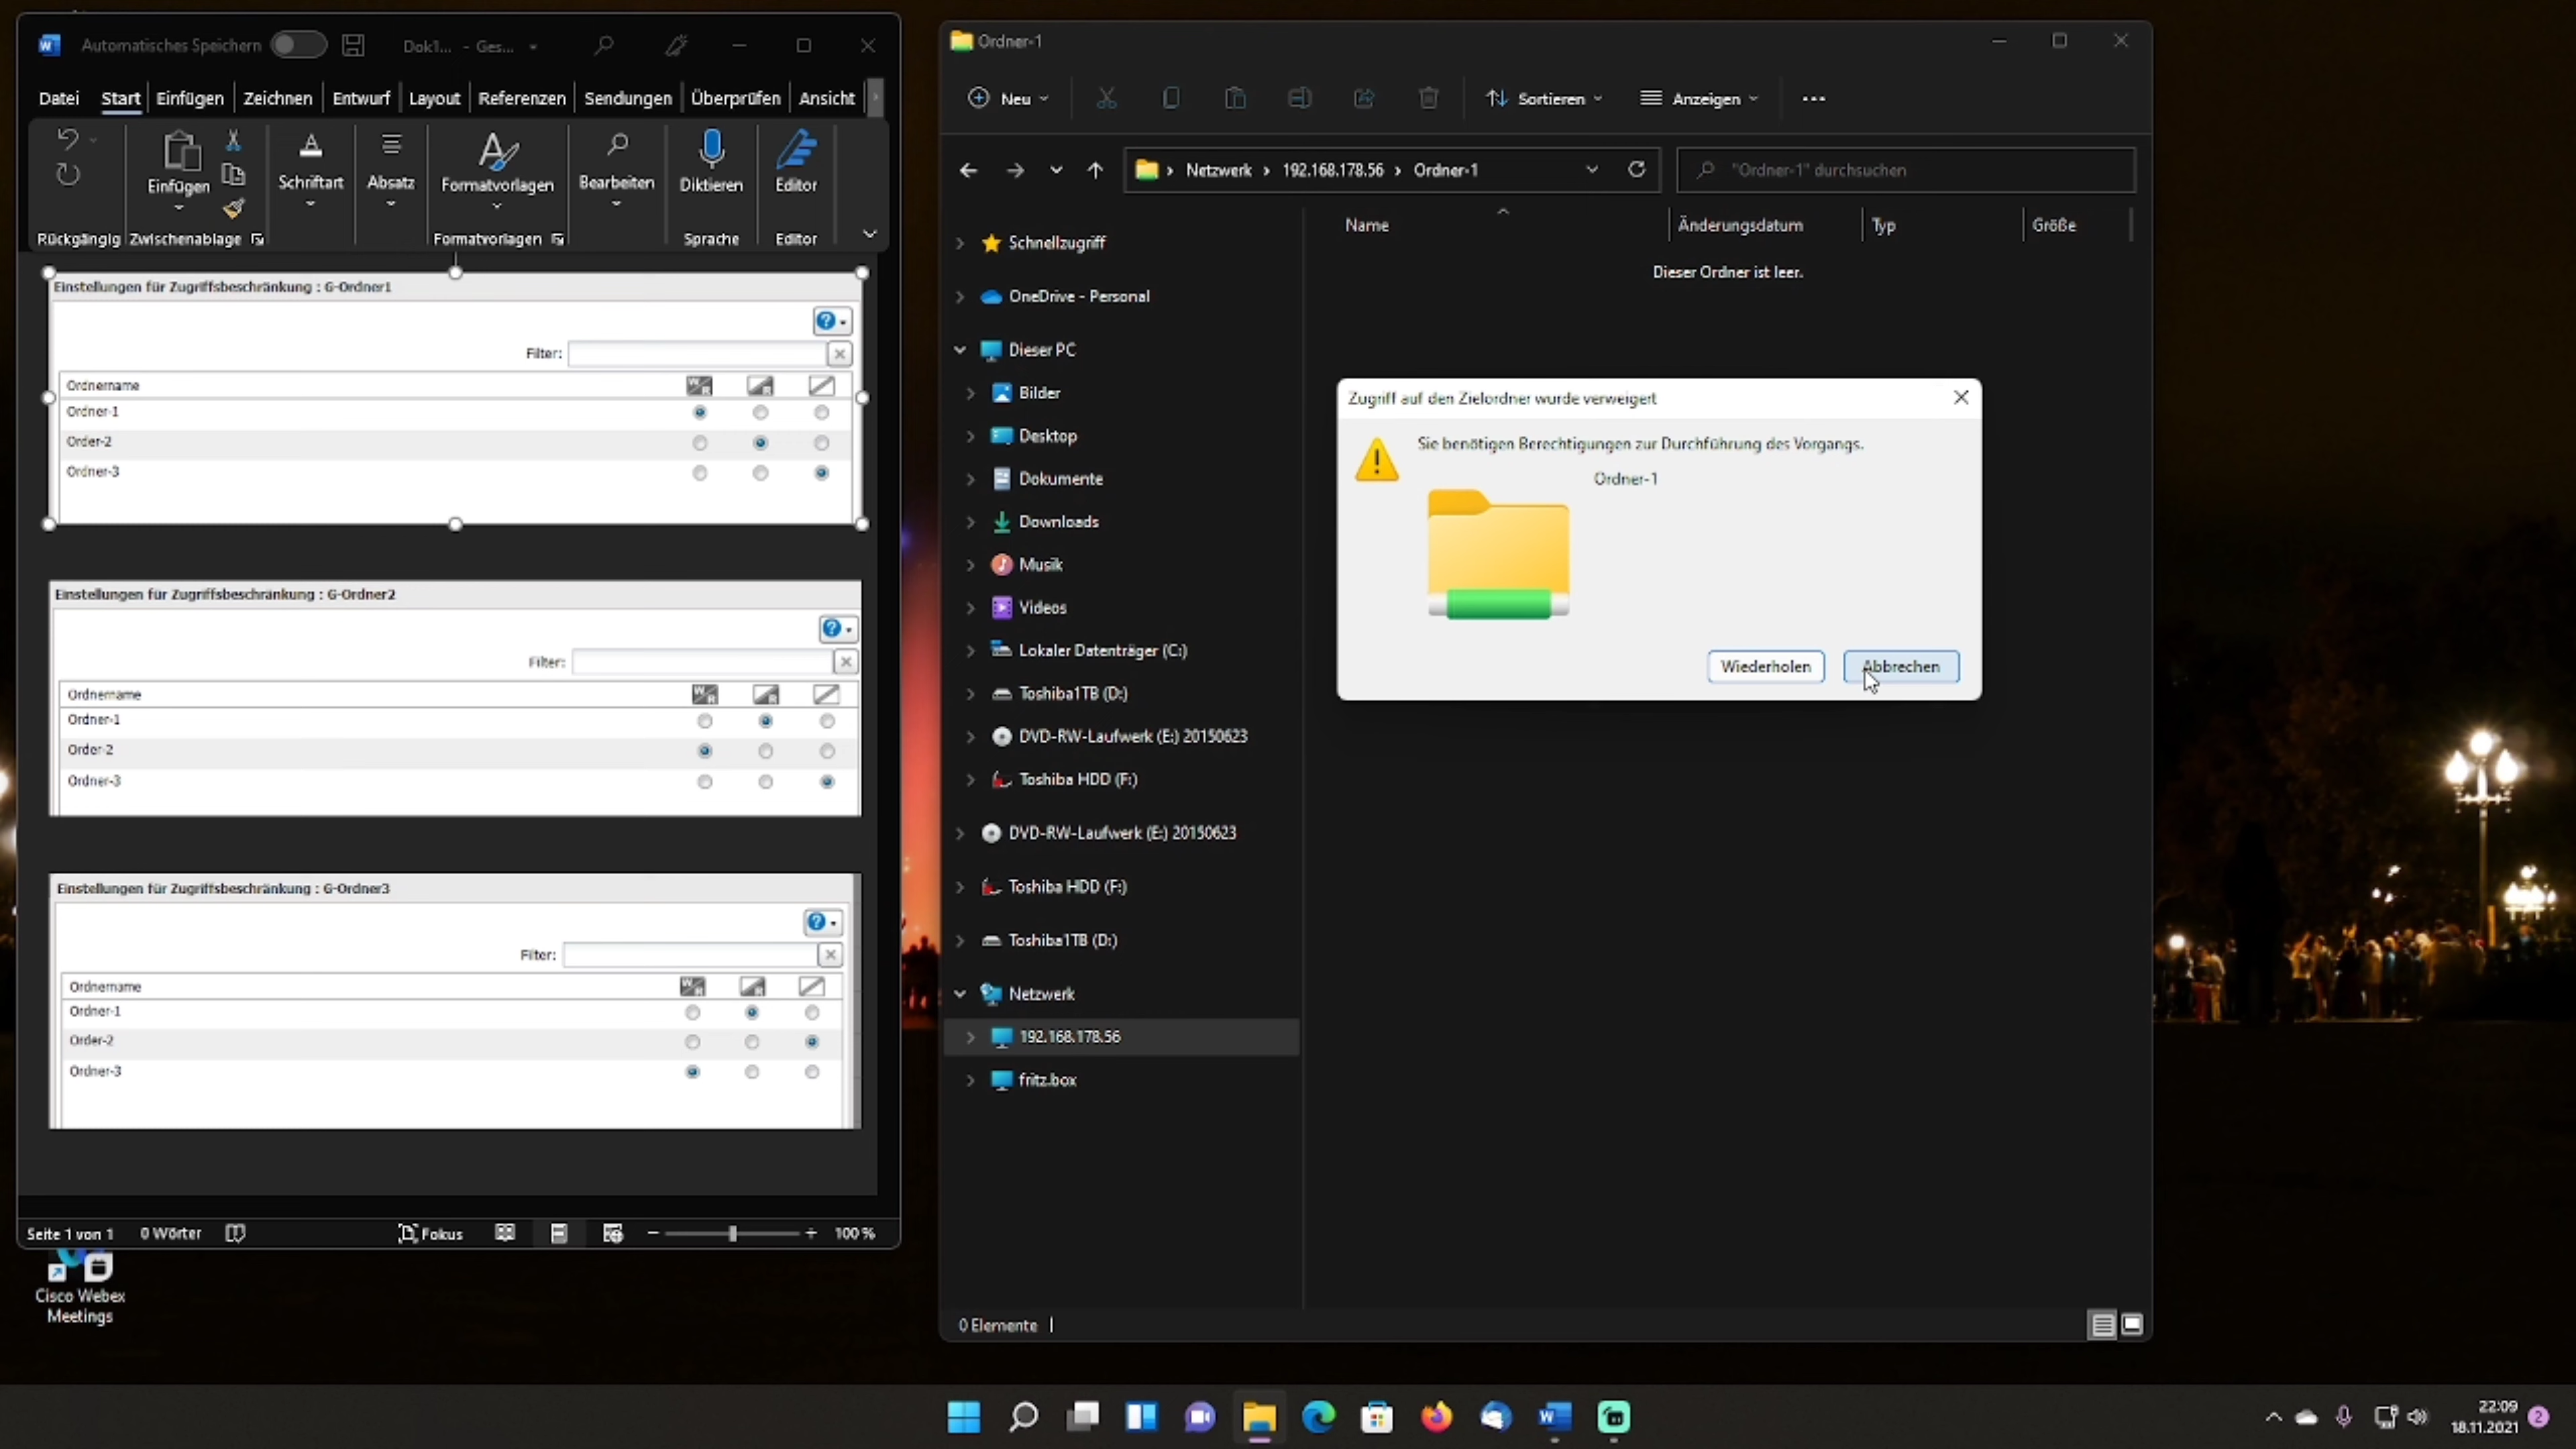 Automatisches Speichern
Dok1... - Ges...
Datei Start Einfügen Zeichnen Entwurf Layout Referenzen Sendungen Überprüfen Ansicht
Einfügen Schriftart Absatz Formatvorlagen Bearbeiten Diktieren Editor
Rückgängig Zwischenablage Formatvorlagen Sprache Editor
Einstellungen für Zugriffsbeschränkung : G-Ordner1
Filter:
Ordnername
Ordner-1
Order-2
Ordner-3
Einstellungen für Zugriffsbeschränkung : G-Ordner2
Filter:
Ordnername
Ordner-1
Order-2
Ordner-3
Einstellungen für Zugriffsbeschränkung : G-Ordner3
Filter:
Ordnername
Ordner-1
Order-2
Ordner-3
Seite 1 von 1 0 Wörter Fokus 100 %
Cisco Webex
Meetings
Ordner-1
Neu Sortieren Anzeigen
Netzwerk 192.168.178.56 Ordner-1
"Ordner-1" durchsuchen
Name Änderungsdatum Typ Größe
Dieser Ordner ist leer.
Schnellzugriff
OneDrive - Personal
Dieser PC
Bilder
Desktop
Dokumente
Downloads
Musik
Videos
Lokaler Datenträger (C:)
Toshiba1TB (D:)
DVD-RW-Laufwerk (E:) 20150623
Toshiba HDD (F:)
DVD-RW-Laufwerk (E:) 20150623
Toshiba HDD (F:)
Toshiba1TB (D:)
Netzwerk
192.168.178.56
fritz.box
0 Elemente
Zugriff auf den Zielordner wurde verweigert
Sie benötigen Berechtigungen zur Durchführung des Vorgangs.
Ordner-1
Wiederholen Abbrechen
22:09
18.11.2021
2